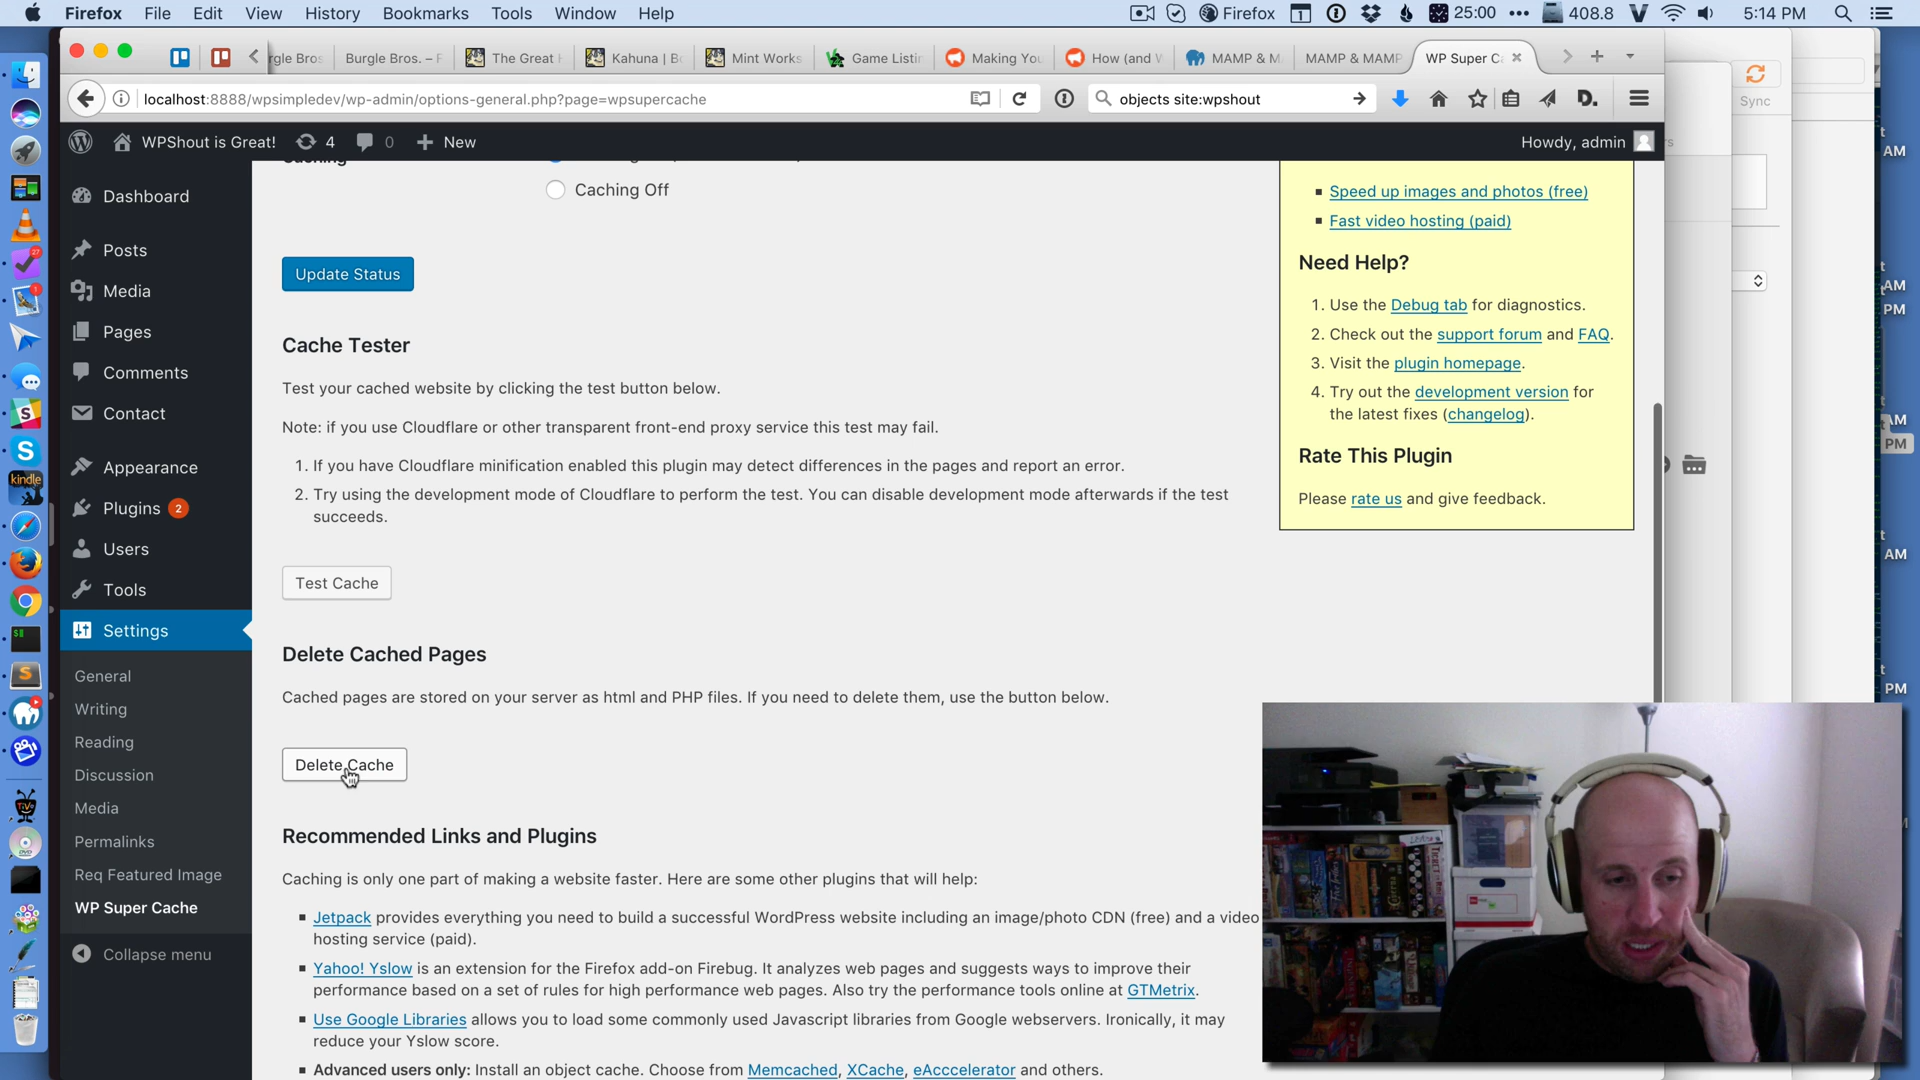 Firefox File Edit View History Bookmarks Tools Window Help
Firefox 1 25:00 408.8 5:14 PM
Burgle Bros. – F
The Great
Kahuna | Bo
Mint Works
Game Listin
Making You
How (and W
MAMP & M
MAMP & MAMP
WP Super C
localhost:8888/wpsimpledev/wp-admin/options-general.php?page=wpsupercache
objects site:wpshout
Sync
WPShout is Great! 4 0 New
Howdy, admin
Dashboard
Posts
Media
Pages
Comments
Contact
Appearance
Plugins 2
Users
Tools
Settings
General
Writing
Reading
Discussion
Media
Permalinks
Req Featured Image
WP Super Cache
Collapse menu
Caching
Caching Off
Update Status
Cache Tester
Test your cached website by clicking the test button below.
Note: if you use Cloudflare or other transparent front-end proxy service this test may fail.
1. If you have Cloudflare minification enabled this plugin may detect differences in the pages and report an error.
2. Try using the development mode of Cloudflare to perform the test. You can disable development mode afterwards if the test
succeeds.
Test Cache
Delete Cached Pages
Cached pages are stored on your server as html and PHP files. If you need to delete them, use the button below.
Delete Cache
Recommended Links and Plugins
Caching is only one part of making a website faster. Here are some other plugins that will help:
Jetpack provides everything you need to build a successful WordPress website including an image/photo CDN (free) and a video
hosting service (paid).
Yahoo! Yslow is an extension for the Firefox add-on Firebug. It analyzes web pages and suggests ways to improve their
performance based on a set of rules for high performance web pages. Also try the performance tools online at GTMetrix.
Use Google Libraries allows you to load some commonly used Javascript libraries from Google webservers. Ironically, it may
reduce your Yslow score.
Advanced users only: Install an object cache. Choose from Memcached, XCache, eAcccelerator and others.
Speed up images and photos (free)
Fast video hosting (paid)
Need Help?
1. Use the Debug tab for diagnostics.
2. Check out the support forum and FAQ.
3. Visit the plugin homepage.
4. Try out the development version for
the latest fixes (changelog).
Rate This Plugin
Please rate us and give feedback.
AM
AM
PM
AM
PM
AM
PM
kindle